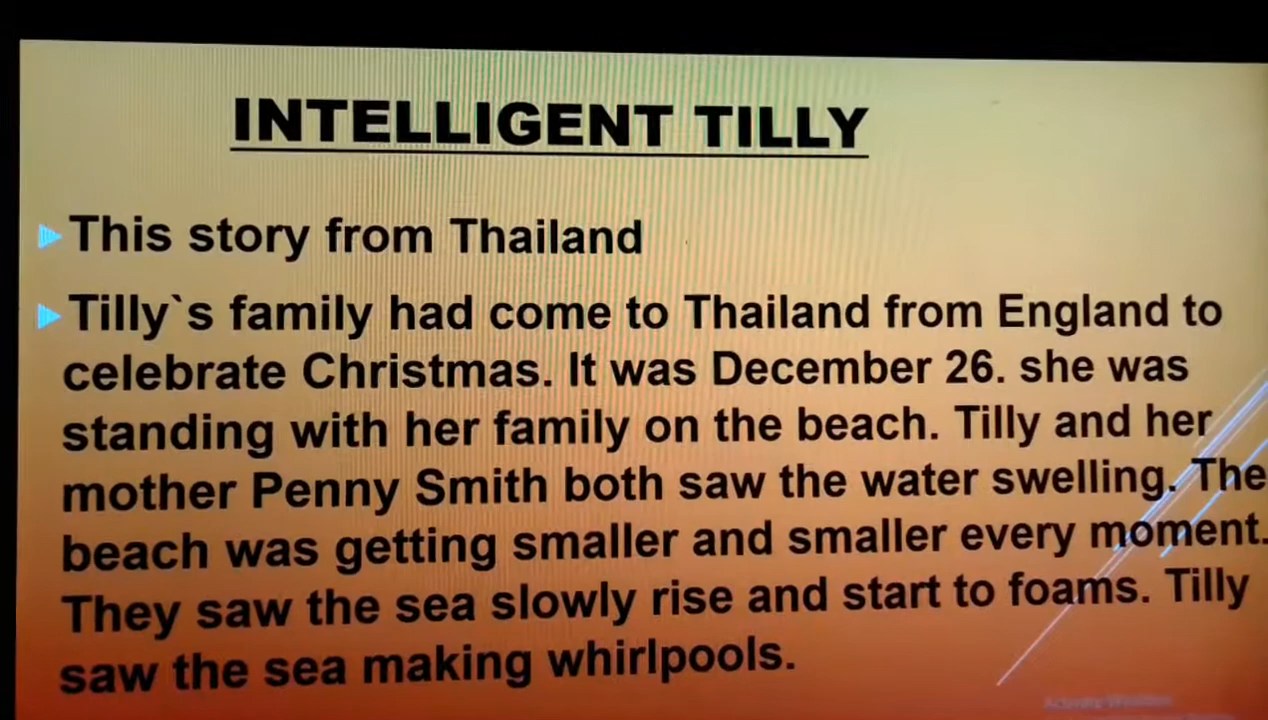 INTELLIGENT TILLY
This story from Thailand
Tilly`s family had come to Thailand from England to
celebrate Christmas. It was December 26. she was
standing with her family on the beach. Tilly and her
mother Penny Smith both saw the water swelling. The
beach was getting smaller and smaller every moment.
They saw the sea slowly rise and start to foams. Tilly
saw the sea making whirlpools.
Activate Windows